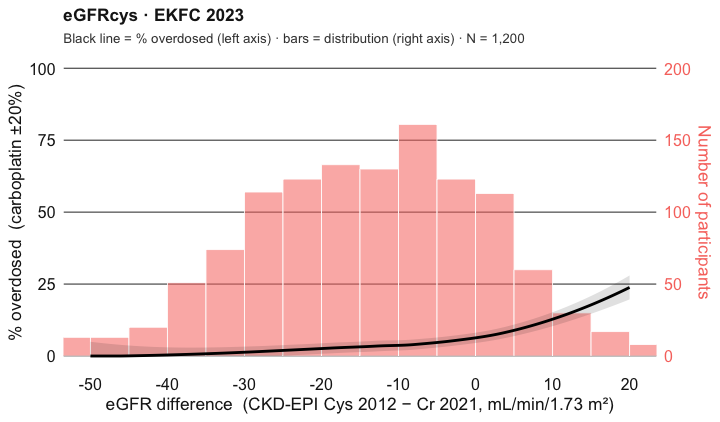 eGFRcys · EKFC 2023
Black line = % overdosed (left axis) · bars = distribution (right axis) · N = 1,200
% overdosed (carboplatin ±20%)
100
75
50
25
0
200
150
100
50
0
Number of participants
-50 -40 -30 -20 -10 0 10 20
eGFR difference (CKD-EPI Cys 2012 − Cr 2021, mL/min/1.73 m²)